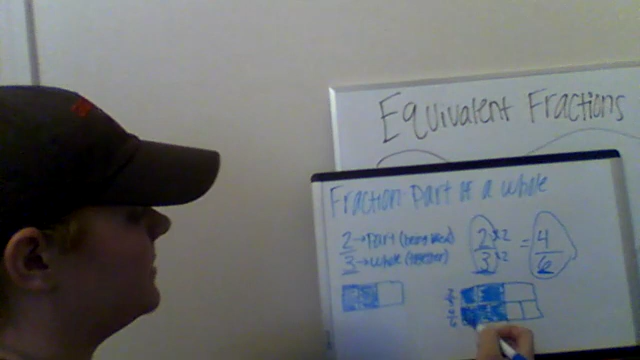 Equivalent Fractions
Fraction Part of a whole
2 → Part (being used)
3 → whole (together)
2 x2 = 4
3 x2 6